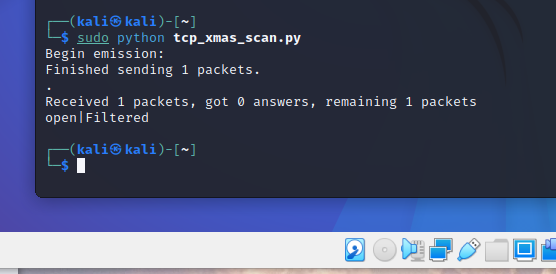 ┌──(kali㉿kali)-[~]
└─$ sudo python tcp_xmas_scan.py
Begin emission:
Finished sending 1 packets.
.
Received 1 packets, got 0 answers, remaining 1 packets
open|Filtered
┌──(kali㉿kali)-[~]
└─$